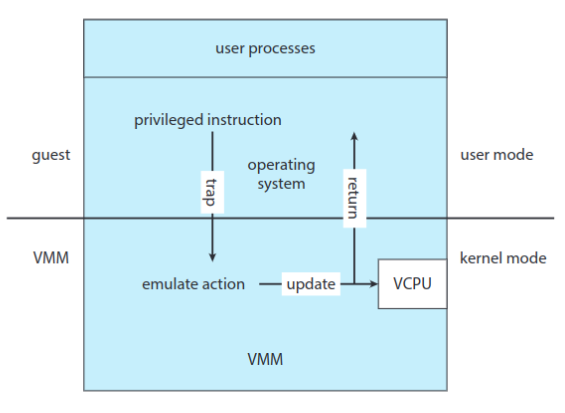 user processes
privileged instruction
guest
operating
system
user mode
trap
return
VMM
kernel mode
emulate action
update
VCPU
VMM